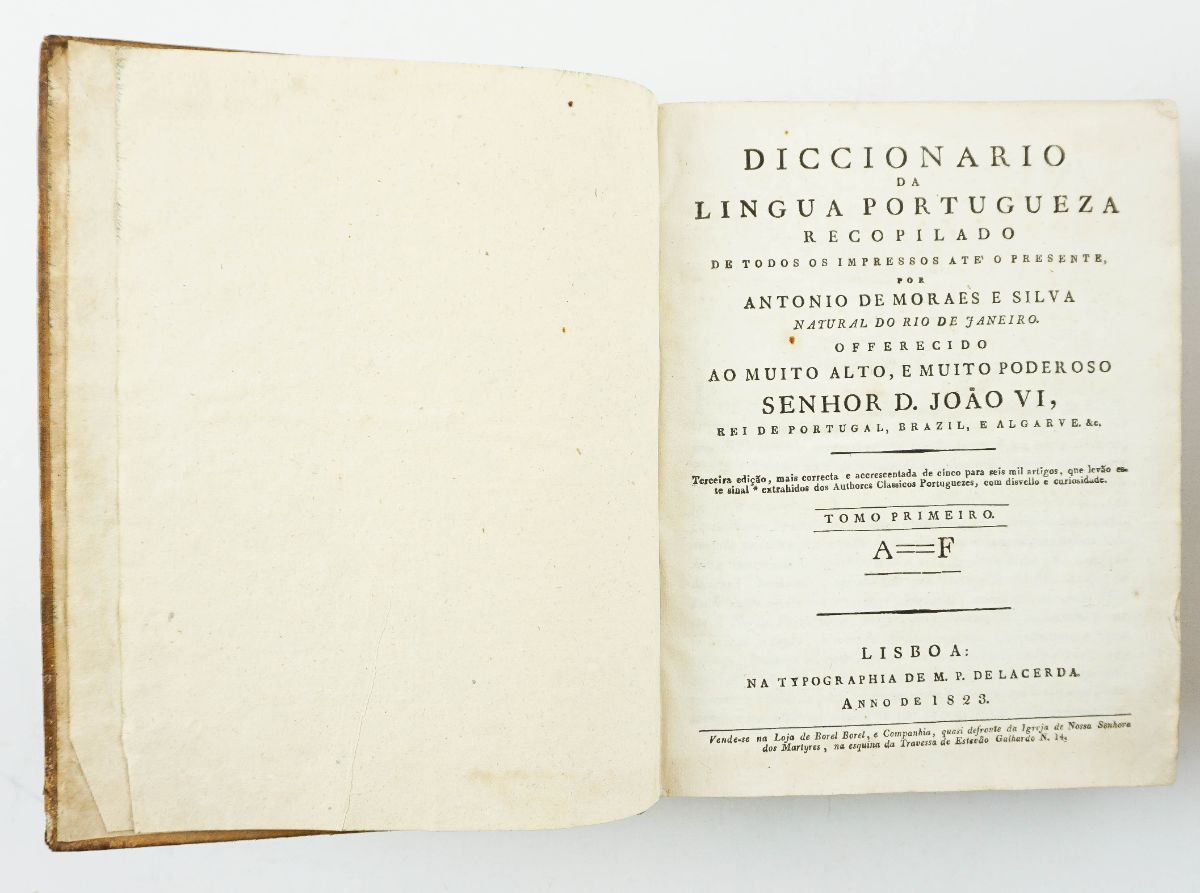 DICCIONARIO
DA
LINGUA PORTUGUEZA
RECOPILADO
DE TODOS OS IMPRESSOS ATE' O PRESENTE,
POR
ANTONIO DE MORAES E SILVA
NATURAL DO RIO DE JANEIRO.
OFFERECIDO
AO MUITO ALTO, E MUITO PODEROSO
SENHOR D. JOÃO VI,
REI DE PORTUGAL, BRAZIL, E ALGARVE. &c.
Terceira edição, mais correcta e accrescentada de cinco para seis mil artigos, que levão es-
te sinal * extrahidos dos Authores Classicos Portuguezes, com disvello e curiosidade.
TOMO PRIMEIRO.
A==F
LISBOA:
NA TYPOGRAPHIA DE M. P. DE LACERDA.
ANNO DE 1823.
Vende-se na Loja de Borel Borel, e Companhia, quasi defronte da Igreja de Nossa Senhora
dos Martyres, na esquina da Travessa de Estevão Galhardo N. 14.